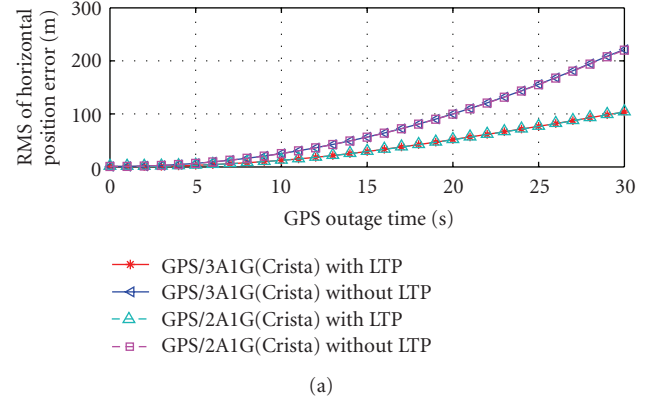 300
200
100
0
RMS of horizontal
position error (m)
0 5 10 15 20 25 30
GPS outage time (s)
GPS/3A1G(Crista) with LTP
GPS/3A1G(Crista) without LTP
GPS/2A1G(Crista) with LTP
GPS/2A1G(Crista) without LTP
(a)